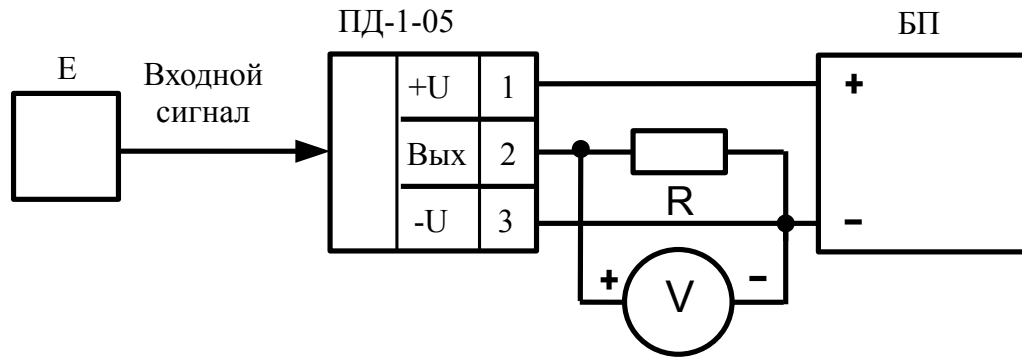 ПД-1-05
БП
Е
Входной
сигнал
+U 1
+
Вых 2
R
-U 3
-
+ V -